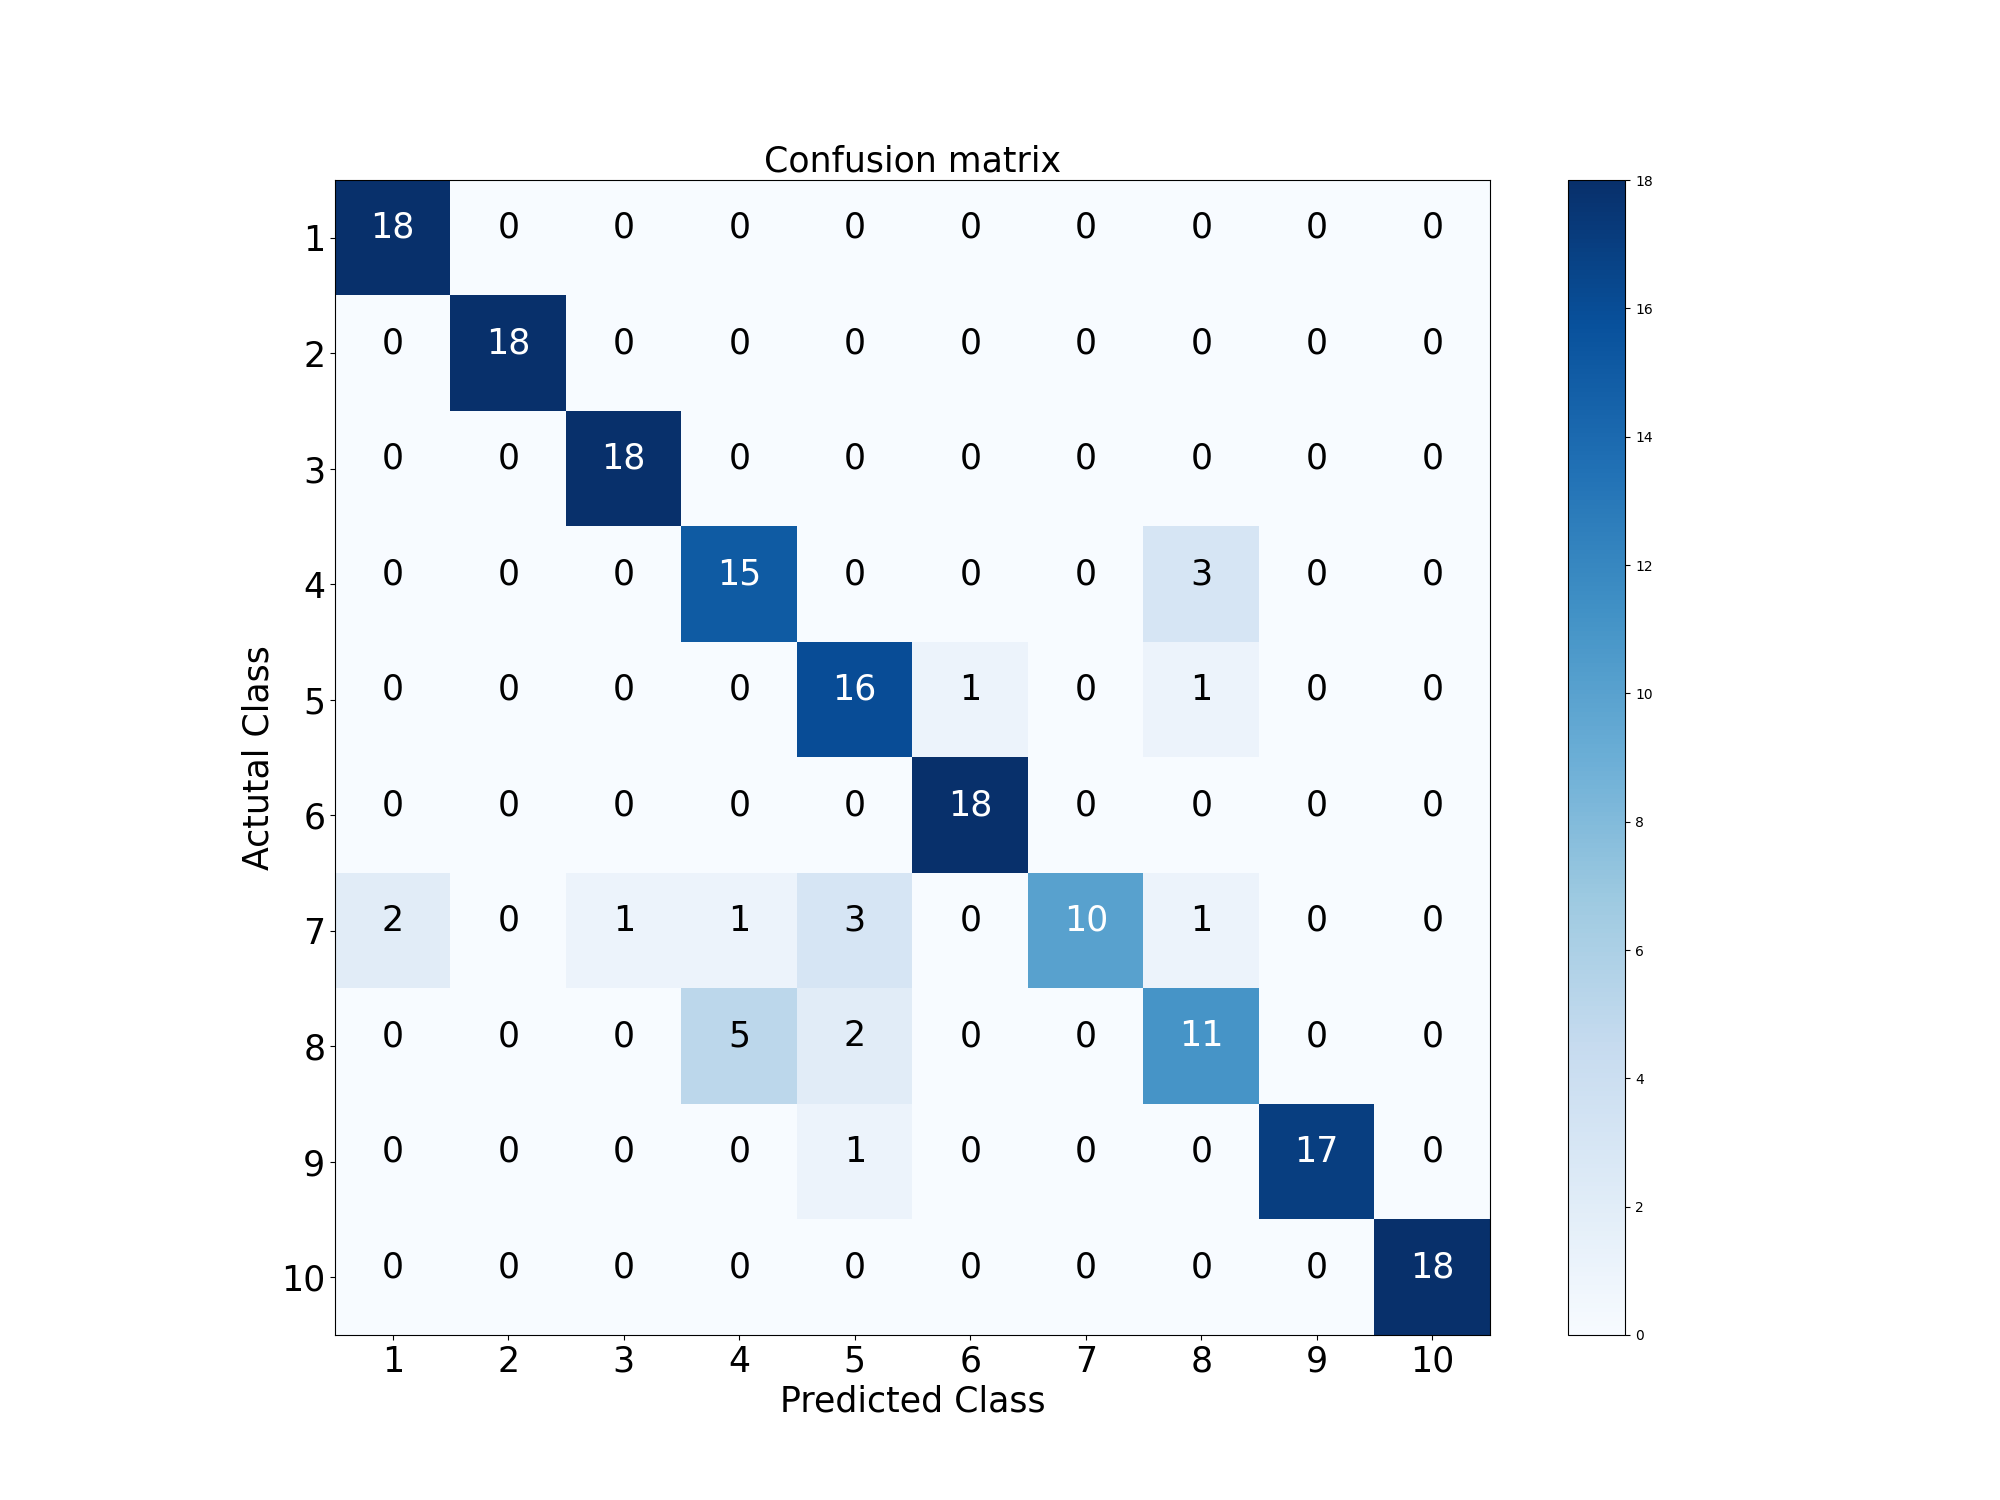 Confusion matrix
1 18 0 0 0 0 0 0 0 0 0
2 0 18 0 0 0 0 0 0 0 0
3 0 0 18 0 0 0 0 0 0 0
4 0 0 0 15 0 0 0 3 0 0
5 0 0 0 0 16 1 0 1 0 0
6 0 0 0 0 0 18 0 0 0 0
7 2 0 1 1 3 0 10 1 0 0
8 0 0 0 5 2 0 0 11 0 0
9 0 0 0 0 1 0 0 0 17 0
10 0 0 0 0 0 0 0 0 0 18
1 2 3 4 5 6 7 8 9 10
Predicted Class
Actutal Class
18
16
14
12
10
8
6
4
2
0